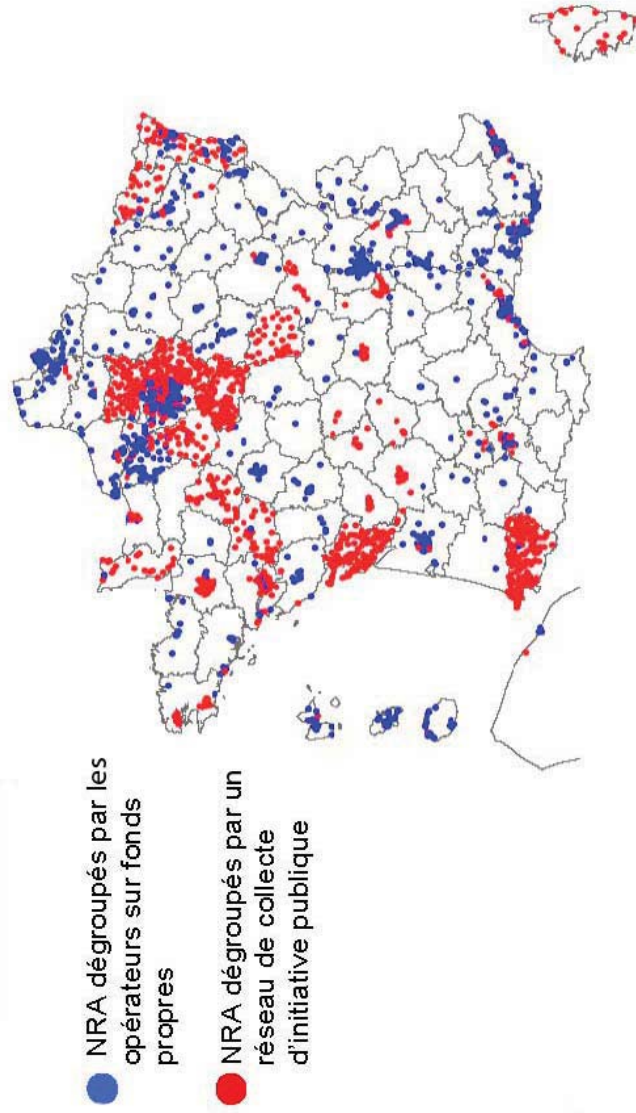 NRA dégroupés par les
opérateurs sur fonds
propres
NRA dégroupés par un
réseau de collecte
d'initiative publique